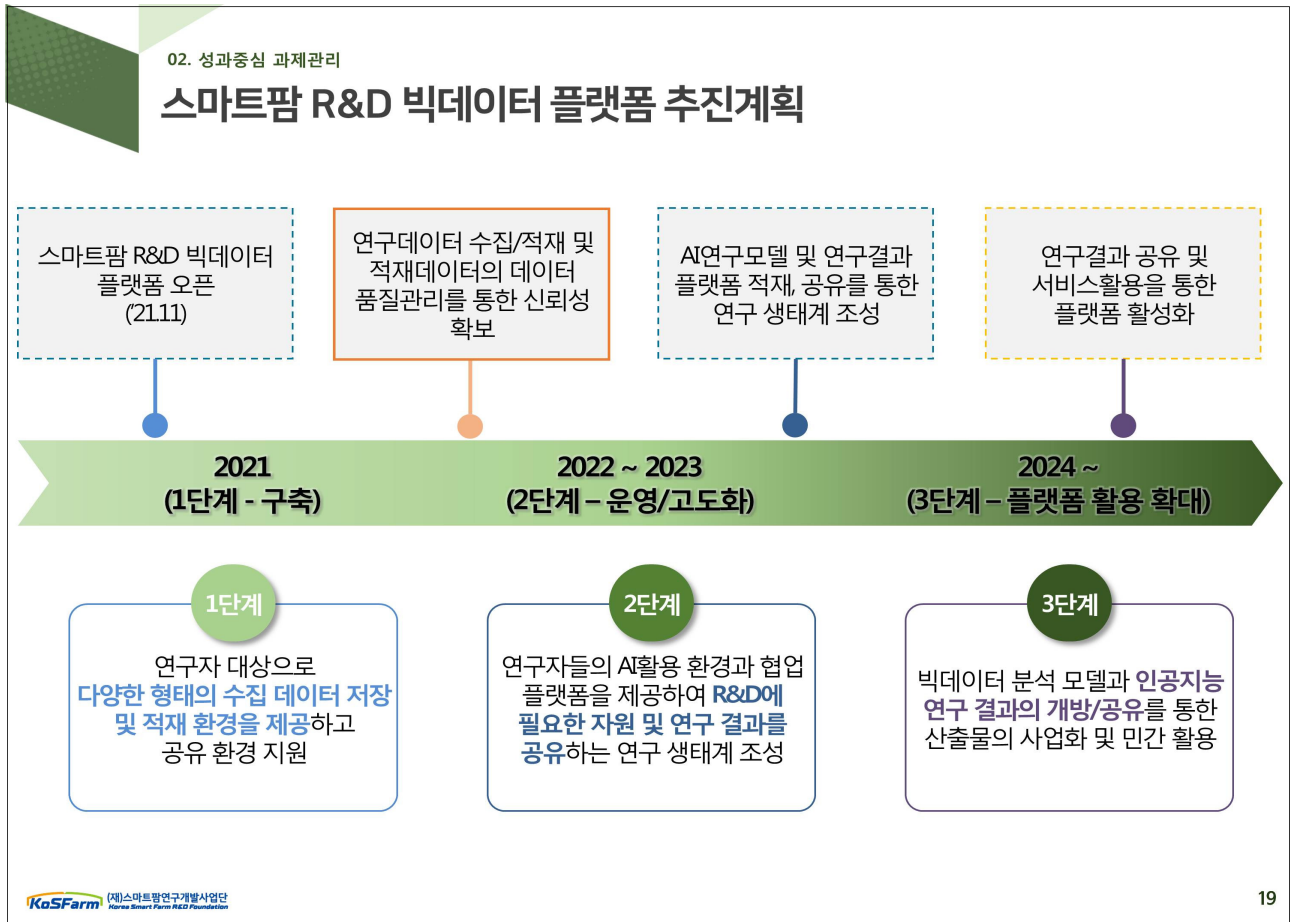 02. 성과중심 과제관리
스마트팜 R&D 빅데이터 플랫폼 추진계획
스마트팜 R&D 빅데이터
플랫폼 오픈
('21.11)
연구데이터 수집/적재 및
적재데이터의 데이터
품질관리를 통한 신뢰성
확보
AI연구모델 및 연구결과
플랫폼 적재, 공유를 통한
연구 생태계 조성
연구결과 공유 및
서비스활용을 통한
플랫폼 활성화
2021
(1단계 - 구축)
2022 ~ 2023
(2단계 – 운영/고도화)
2024 ~
(3단계 – 플랫폼 활용 확대)
1단계
연구자 대상으로
다양한 형태의 수집 데이터 저장
및 적재 환경을 제공하고
공유 환경 지원
2단계
연구자들의 AI활용 환경과 협업
플랫폼을 제공하여 R&D에
필요한 자원 및 연구 결과를
공유하는 연구 생태계 조성
3단계
빅데이터 분석 모델과 인공지능
연구 결과의 개방/공유를 통한
산출물의 사업화 및 민간 활용
KoSFarm
(재)스마트팜연구개발사업단
Korea Smart Farm R&D Foundation
19